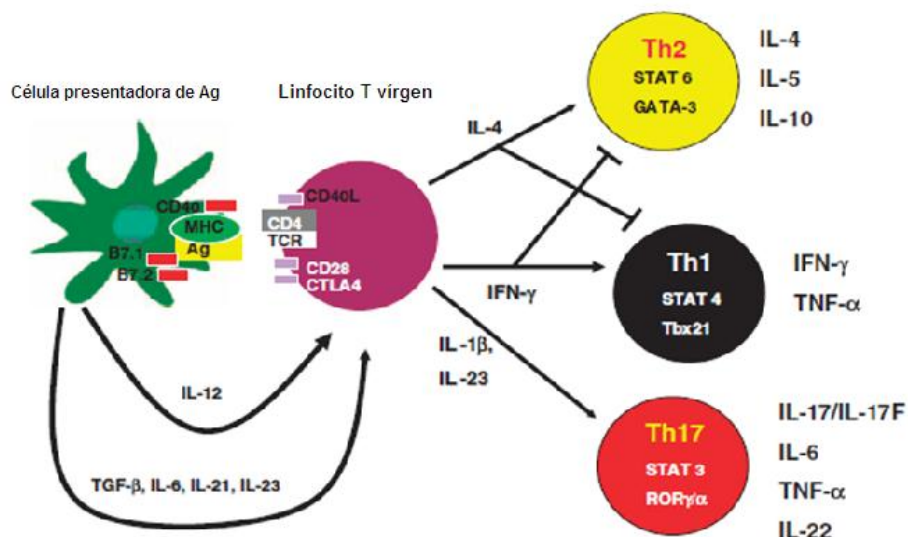 Célula presentadora de Ag
Linfocito T vírgen
CD40
MHC
Ag
B7.1
B7.2
CD40L
CD4
TCR
CD28
CTLA4
IL-12
TGF-β, IL-6, IL-21, IL-23
IL-4
IFN-γ
IL-1β,
IL-23
Th2
STAT 6
GATA-3
IL-4
IL-5
IL-10
Th1
STAT 4
Tbx21
IFN-γ
TNF-α
Th17
STAT 3
RORγ/α
IL-17/IL-17F
IL-6
TNF-α
IL-22